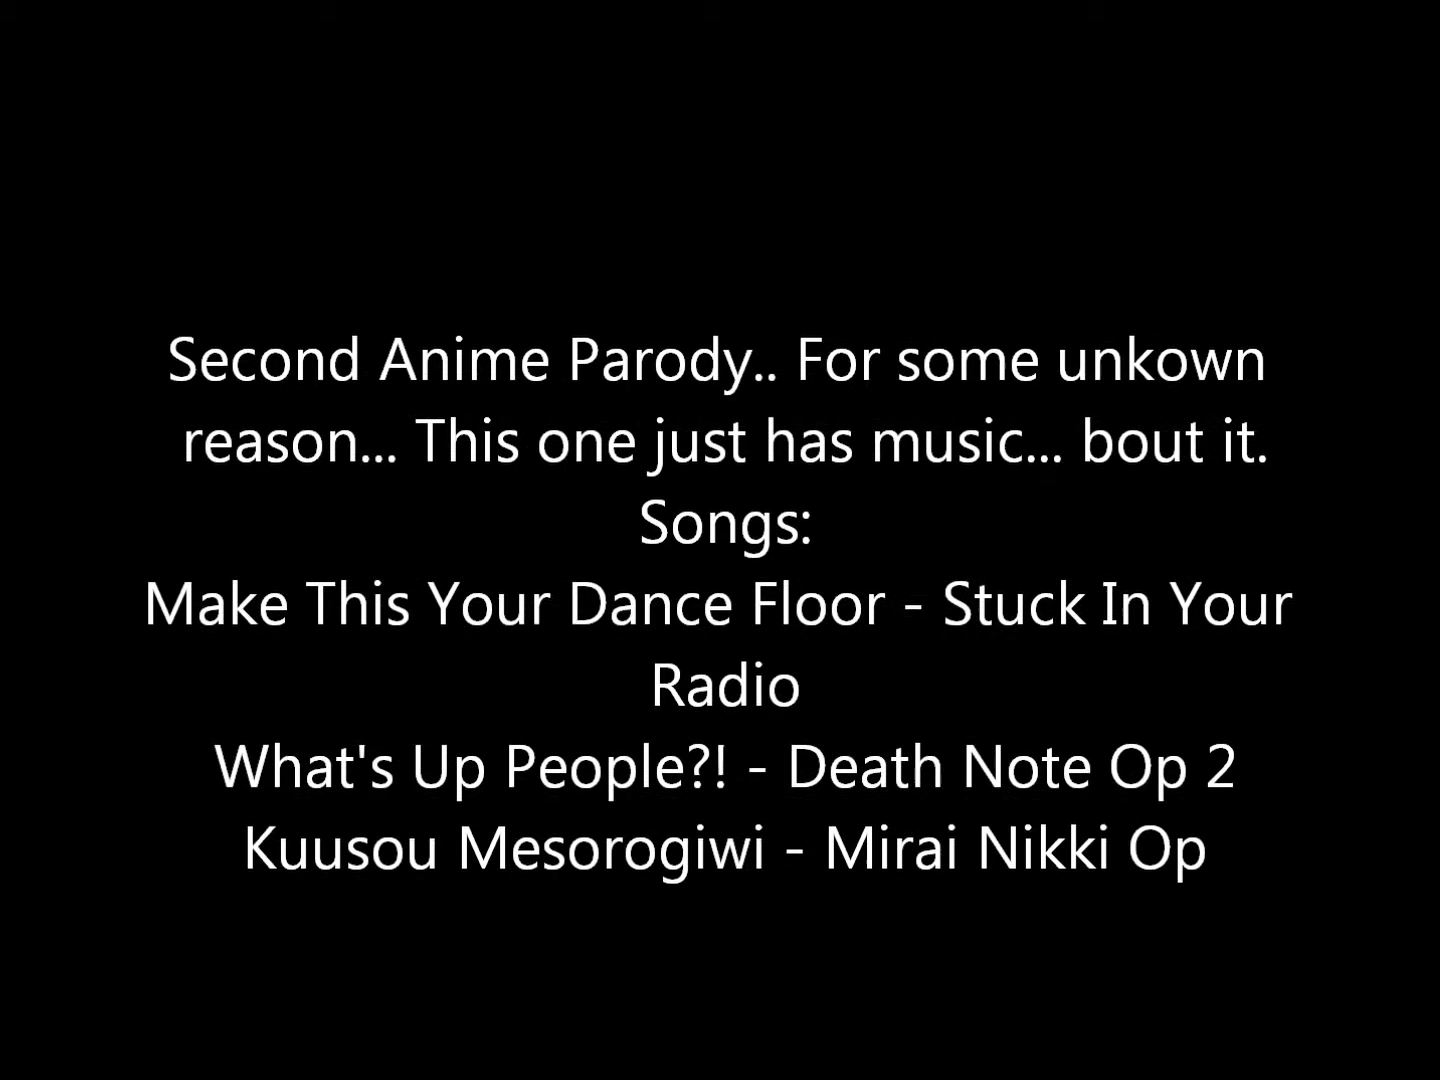 Second Anime Parody.. For some unkown
reason... This one just has music... bout it.
Songs:
Make This Your Dance Floor - Stuck In Your
Radio
What's Up People?! - Death Note Op 2
Kuusou Mesorogiwi - Mirai Nikki Op